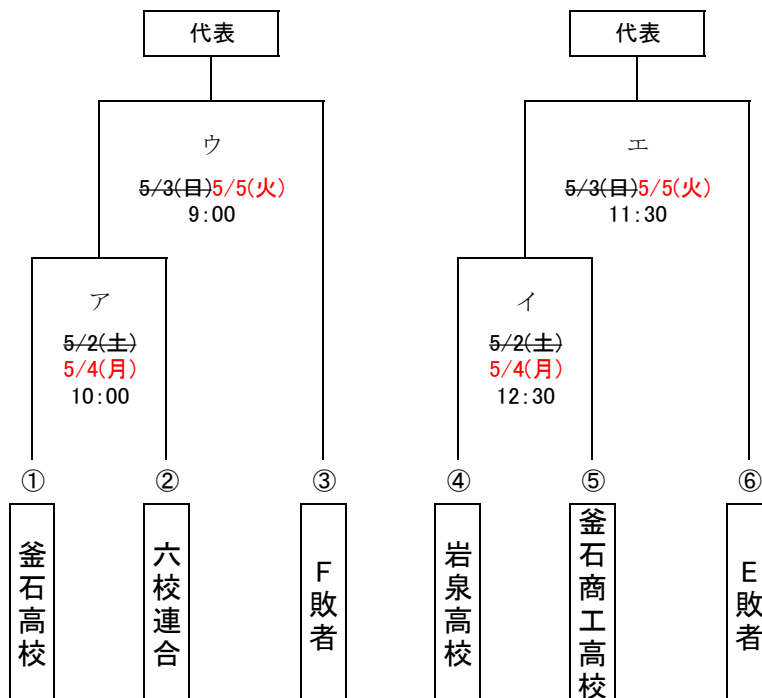 代表
代表
ウ
5/3(日)5/5(火)
9:00
エ
5/3(日)5/5(火)
11:30
ア
5/2(土)
5/4(月)
10:00
イ
5/2(土)
5/4(月)
12:30
①
②
③
④
⑤
⑥
釜石高校
六校連合
F敗者
岩泉高校
釜石商工高校
E敗者